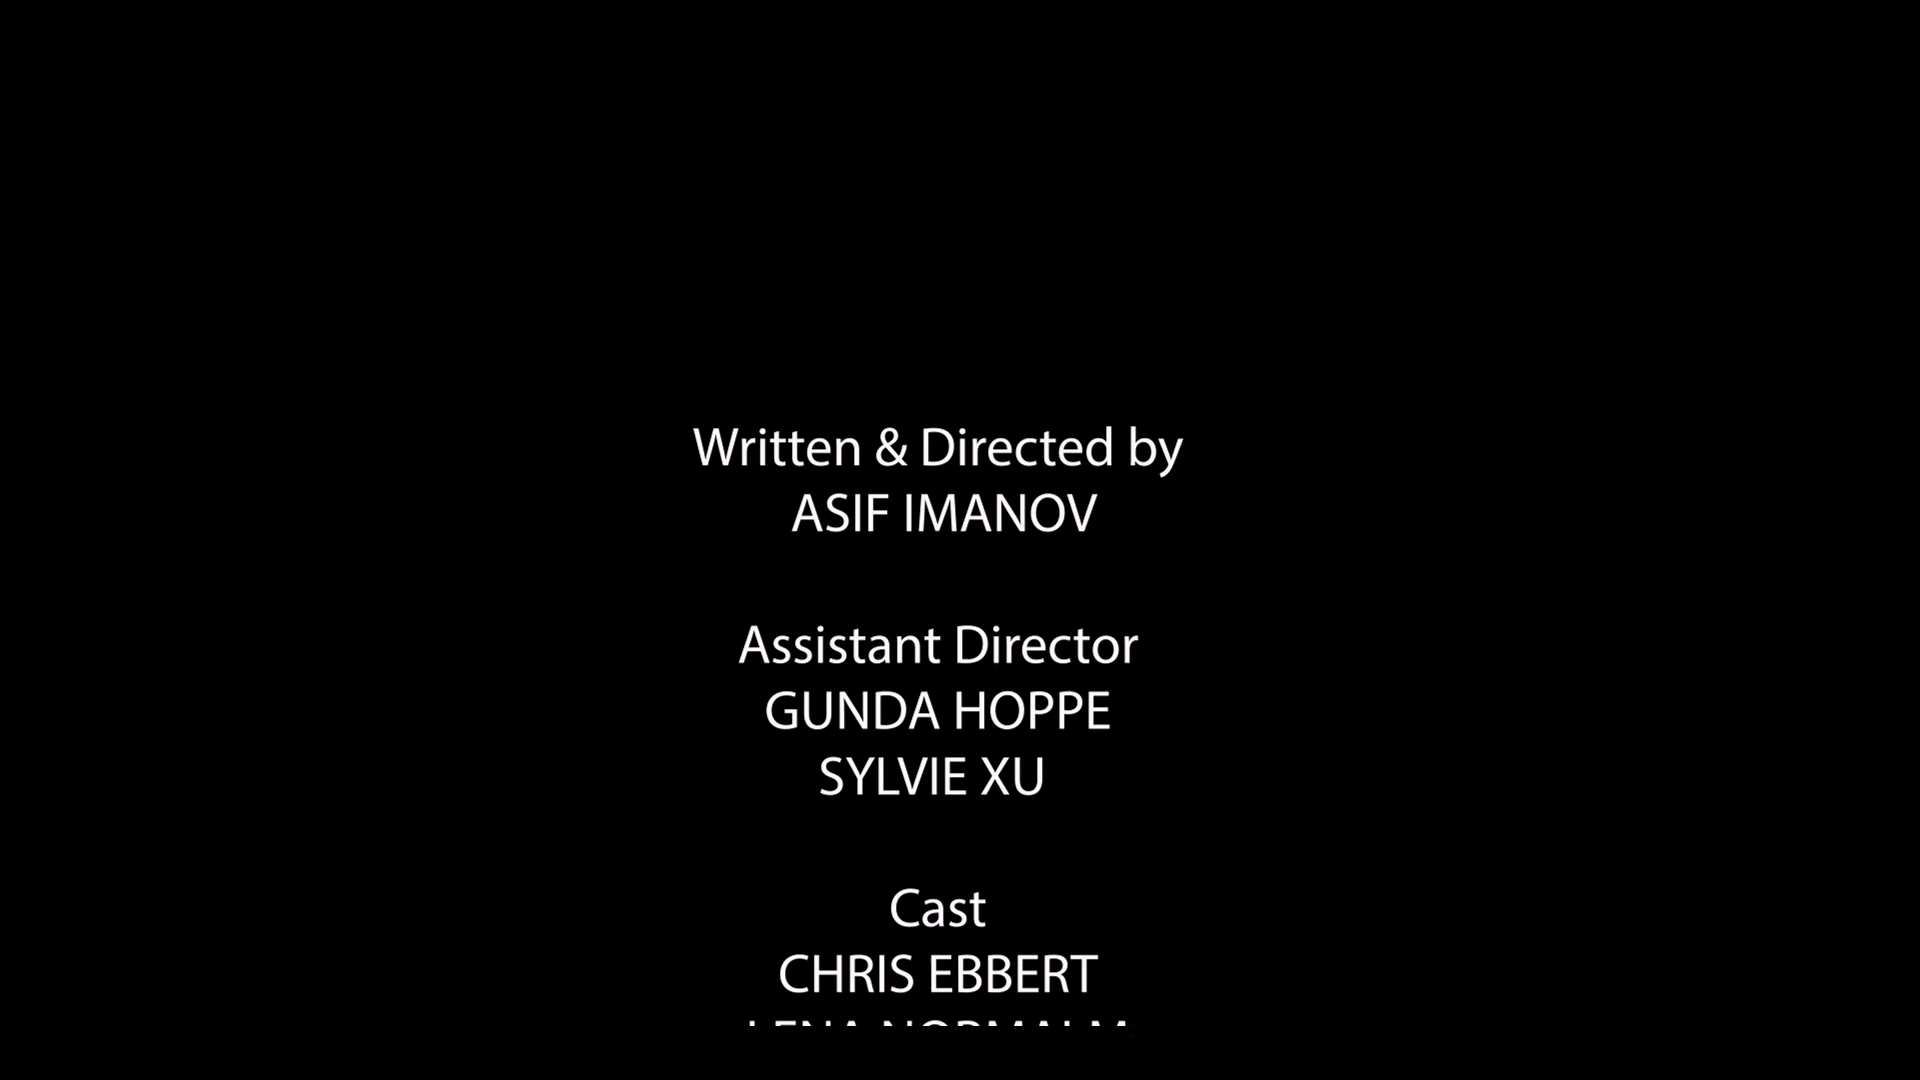 Written & Directed by
ASIF IMANOV
Assistant Director
GUNDA HOPPE
SYLVIE XU
Cast
CHRIS EBBERT